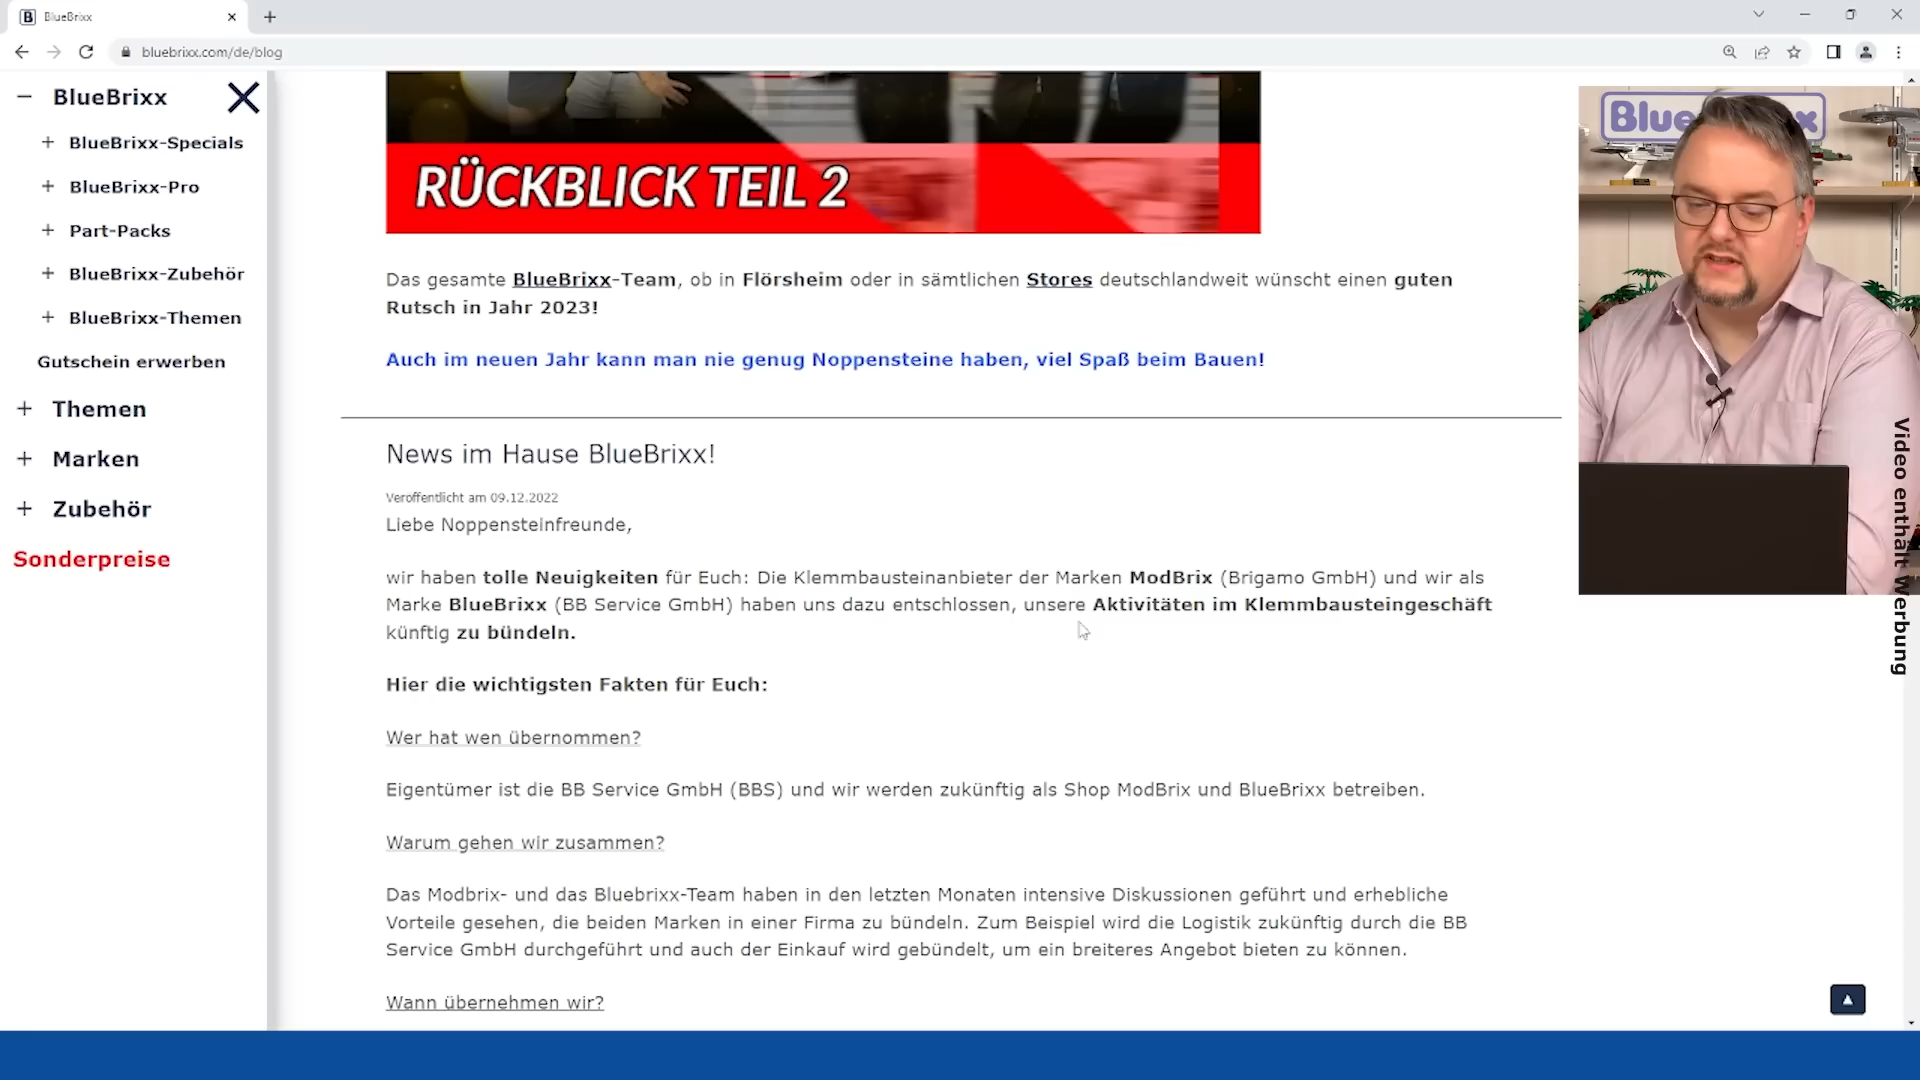 BlueBrixx
bluebrixx.com/de/blog
BlueBrixx
BlueBrixx-Specials
BlueBrixx-Pro
Part-Packs
BlueBrixx-Zubehör
BlueBrixx-Themen
Gutschein erwerben
Themen
Marken
Zubehör
Sonderpreise
RÜCKBLICK TEIL 2
Das gesamte BlueBrixx-Team, ob in Flörsheim oder in sämtlichen Stores deutschlandweit wünscht einen guten
Rutsch in Jahr 2023!
Auch im neuen Jahr kann man nie genug Noppensteine haben, viel Spaß beim Bauen!
News im Hause BlueBrixx!
Veröffentlicht am 09.12.2022
Liebe Noppensteinfreunde,
wir haben tolle Neuigkeiten für Euch: Die Klemmbausteinanbieter der Marken ModBrix (Brigamo GmbH) und wir als
Marke BlueBrixx (BB Service GmbH) haben uns dazu entschlossen, unsere Aktivitäten im Klemmbausteingeschäft
künftig zu bündeln.
Hier die wichtigsten Fakten für Euch:
Wer hat wen übernommen?
Eigentümer ist die BB Service GmbH (BBS) und wir werden zukünftig als Shop ModBrix und BlueBrixx betreiben.
Warum gehen wir zusammen?
Das Modbrix- und das Bluebrixx-Team haben in den letzten Monaten intensive Diskussionen geführt und erhebliche
Vorteile gesehen, die beiden Marken in einer Firma zu bündeln. Zum Beispiel wird die Logistik zukünftig durch die BB
Service GmbH durchgeführt und auch der Einkauf wird gebündelt, um ein breiteres Angebot bieten zu können.
Wann übernehmen wir?
Video enthält Werbung